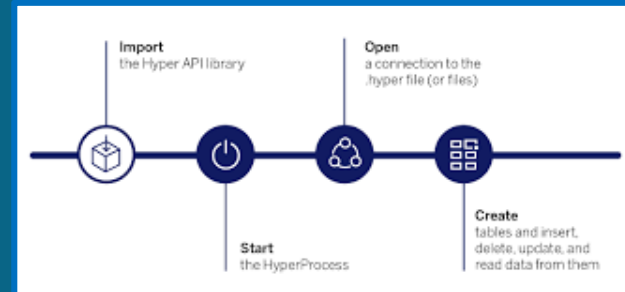 Import
the Hyper API library
Start
the HyperProcess
Open
a connection to the
.hyper file (or files)
Create
tables and insert,
delete, update, and
read data from them